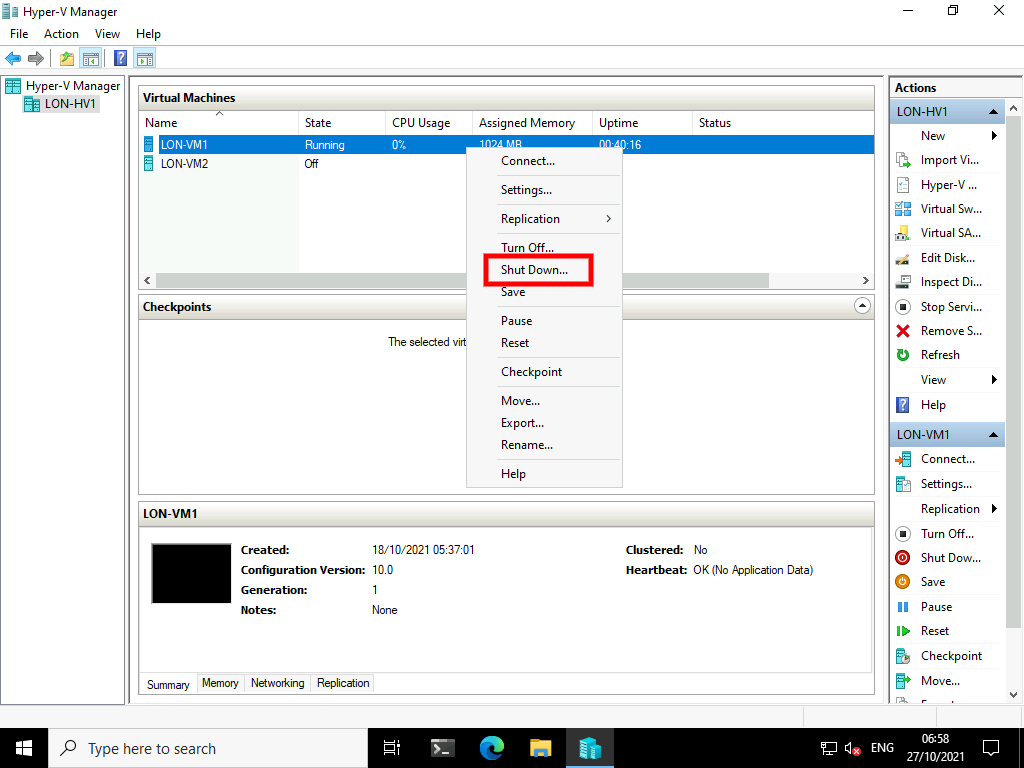 Hyper-V Manager
File Action View Help
Hyper-V Manager
LON-HV1
Virtual Machines
Name State CPU Usage Assigned Memory Uptime Status
LON-VM1 Running 0% 1024 MB 00:40:16
LON-VM2 Off
Connect...
Settings...
Replication
Turn Off...
Shut Down...
Save
Pause
Reset
Checkpoint
Move...
Export...
Rename...
Help
Checkpoints
The selected virt
LON-VM1
Created: 18/10/2021 05:37:01 Clustered: No
Configuration Version: 10.0 Heartbeat: OK (No Application Data)
Generation: 1
Notes: None
Summary Memory Networking Replication
Actions
LON-HV1
New
Import Vi...
Hyper-V ...
Virtual Sw...
Virtual SA...
Edit Disk...
Inspect Di...
Stop Servi...
Remove S...
Refresh
View
Help
LON-VM1
Connect...
Settings...
Replication
Turn Off...
Shut Dow...
Save
Pause
Reset
Checkpoint
Move...
Type here to search
ENG
06:58
27/10/2021